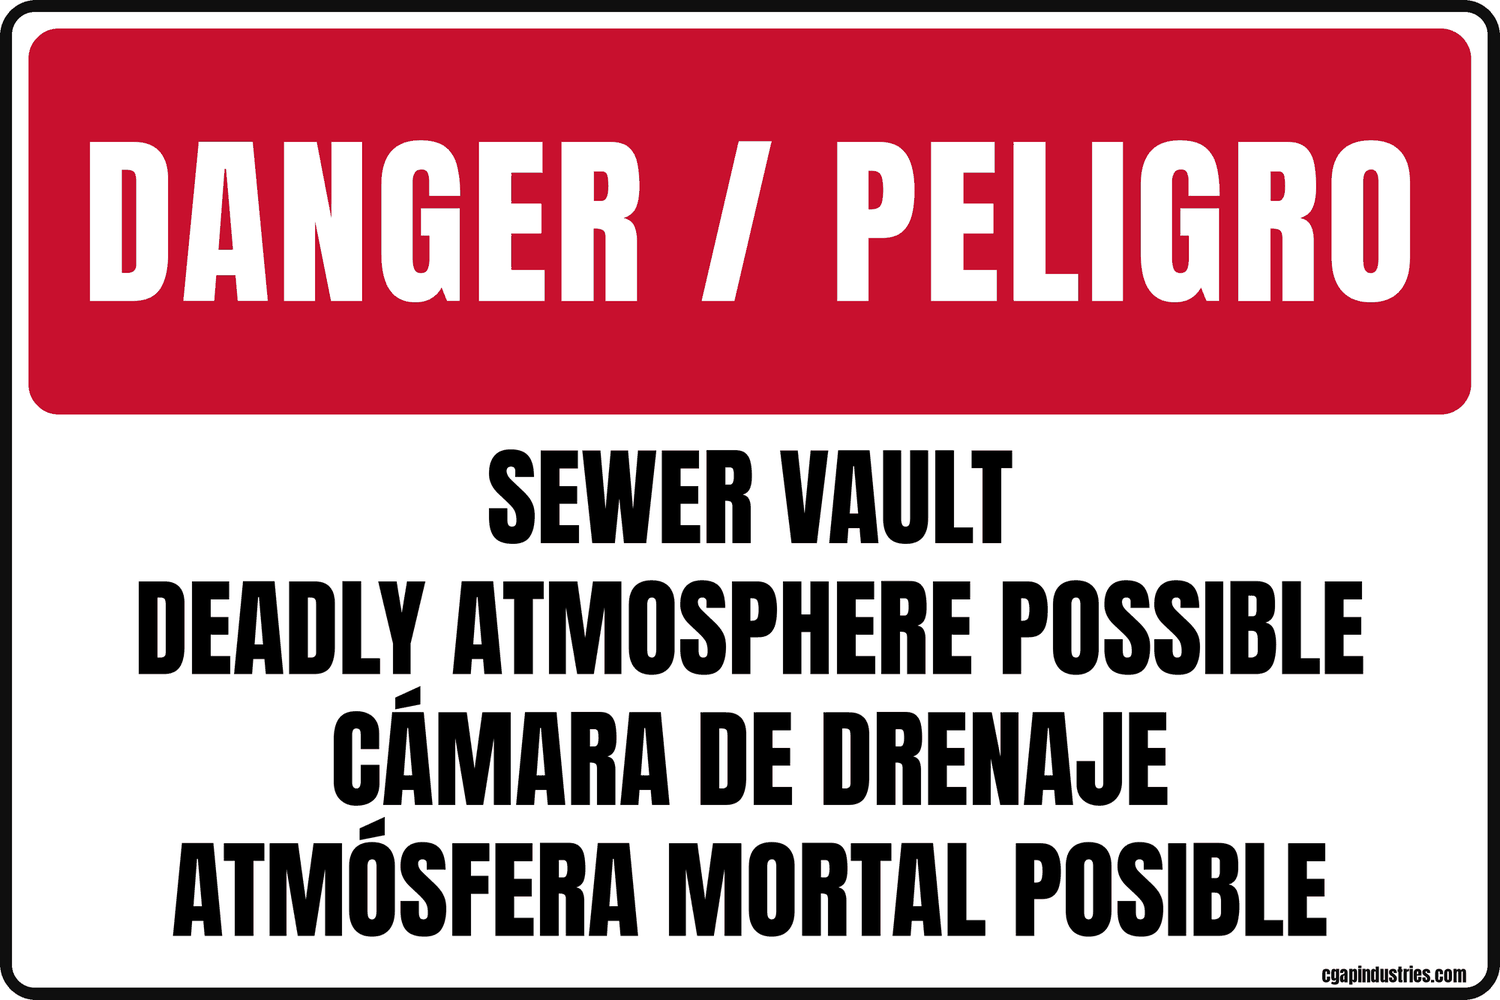 DANGER / PELIGRO
SEWER VAULT
DEADLY ATMOSPHERE POSSIBLE
CÁMARA DE DRENAJE
ATMÓSFERA MORTAL POSIBLE
cgapindustries.com